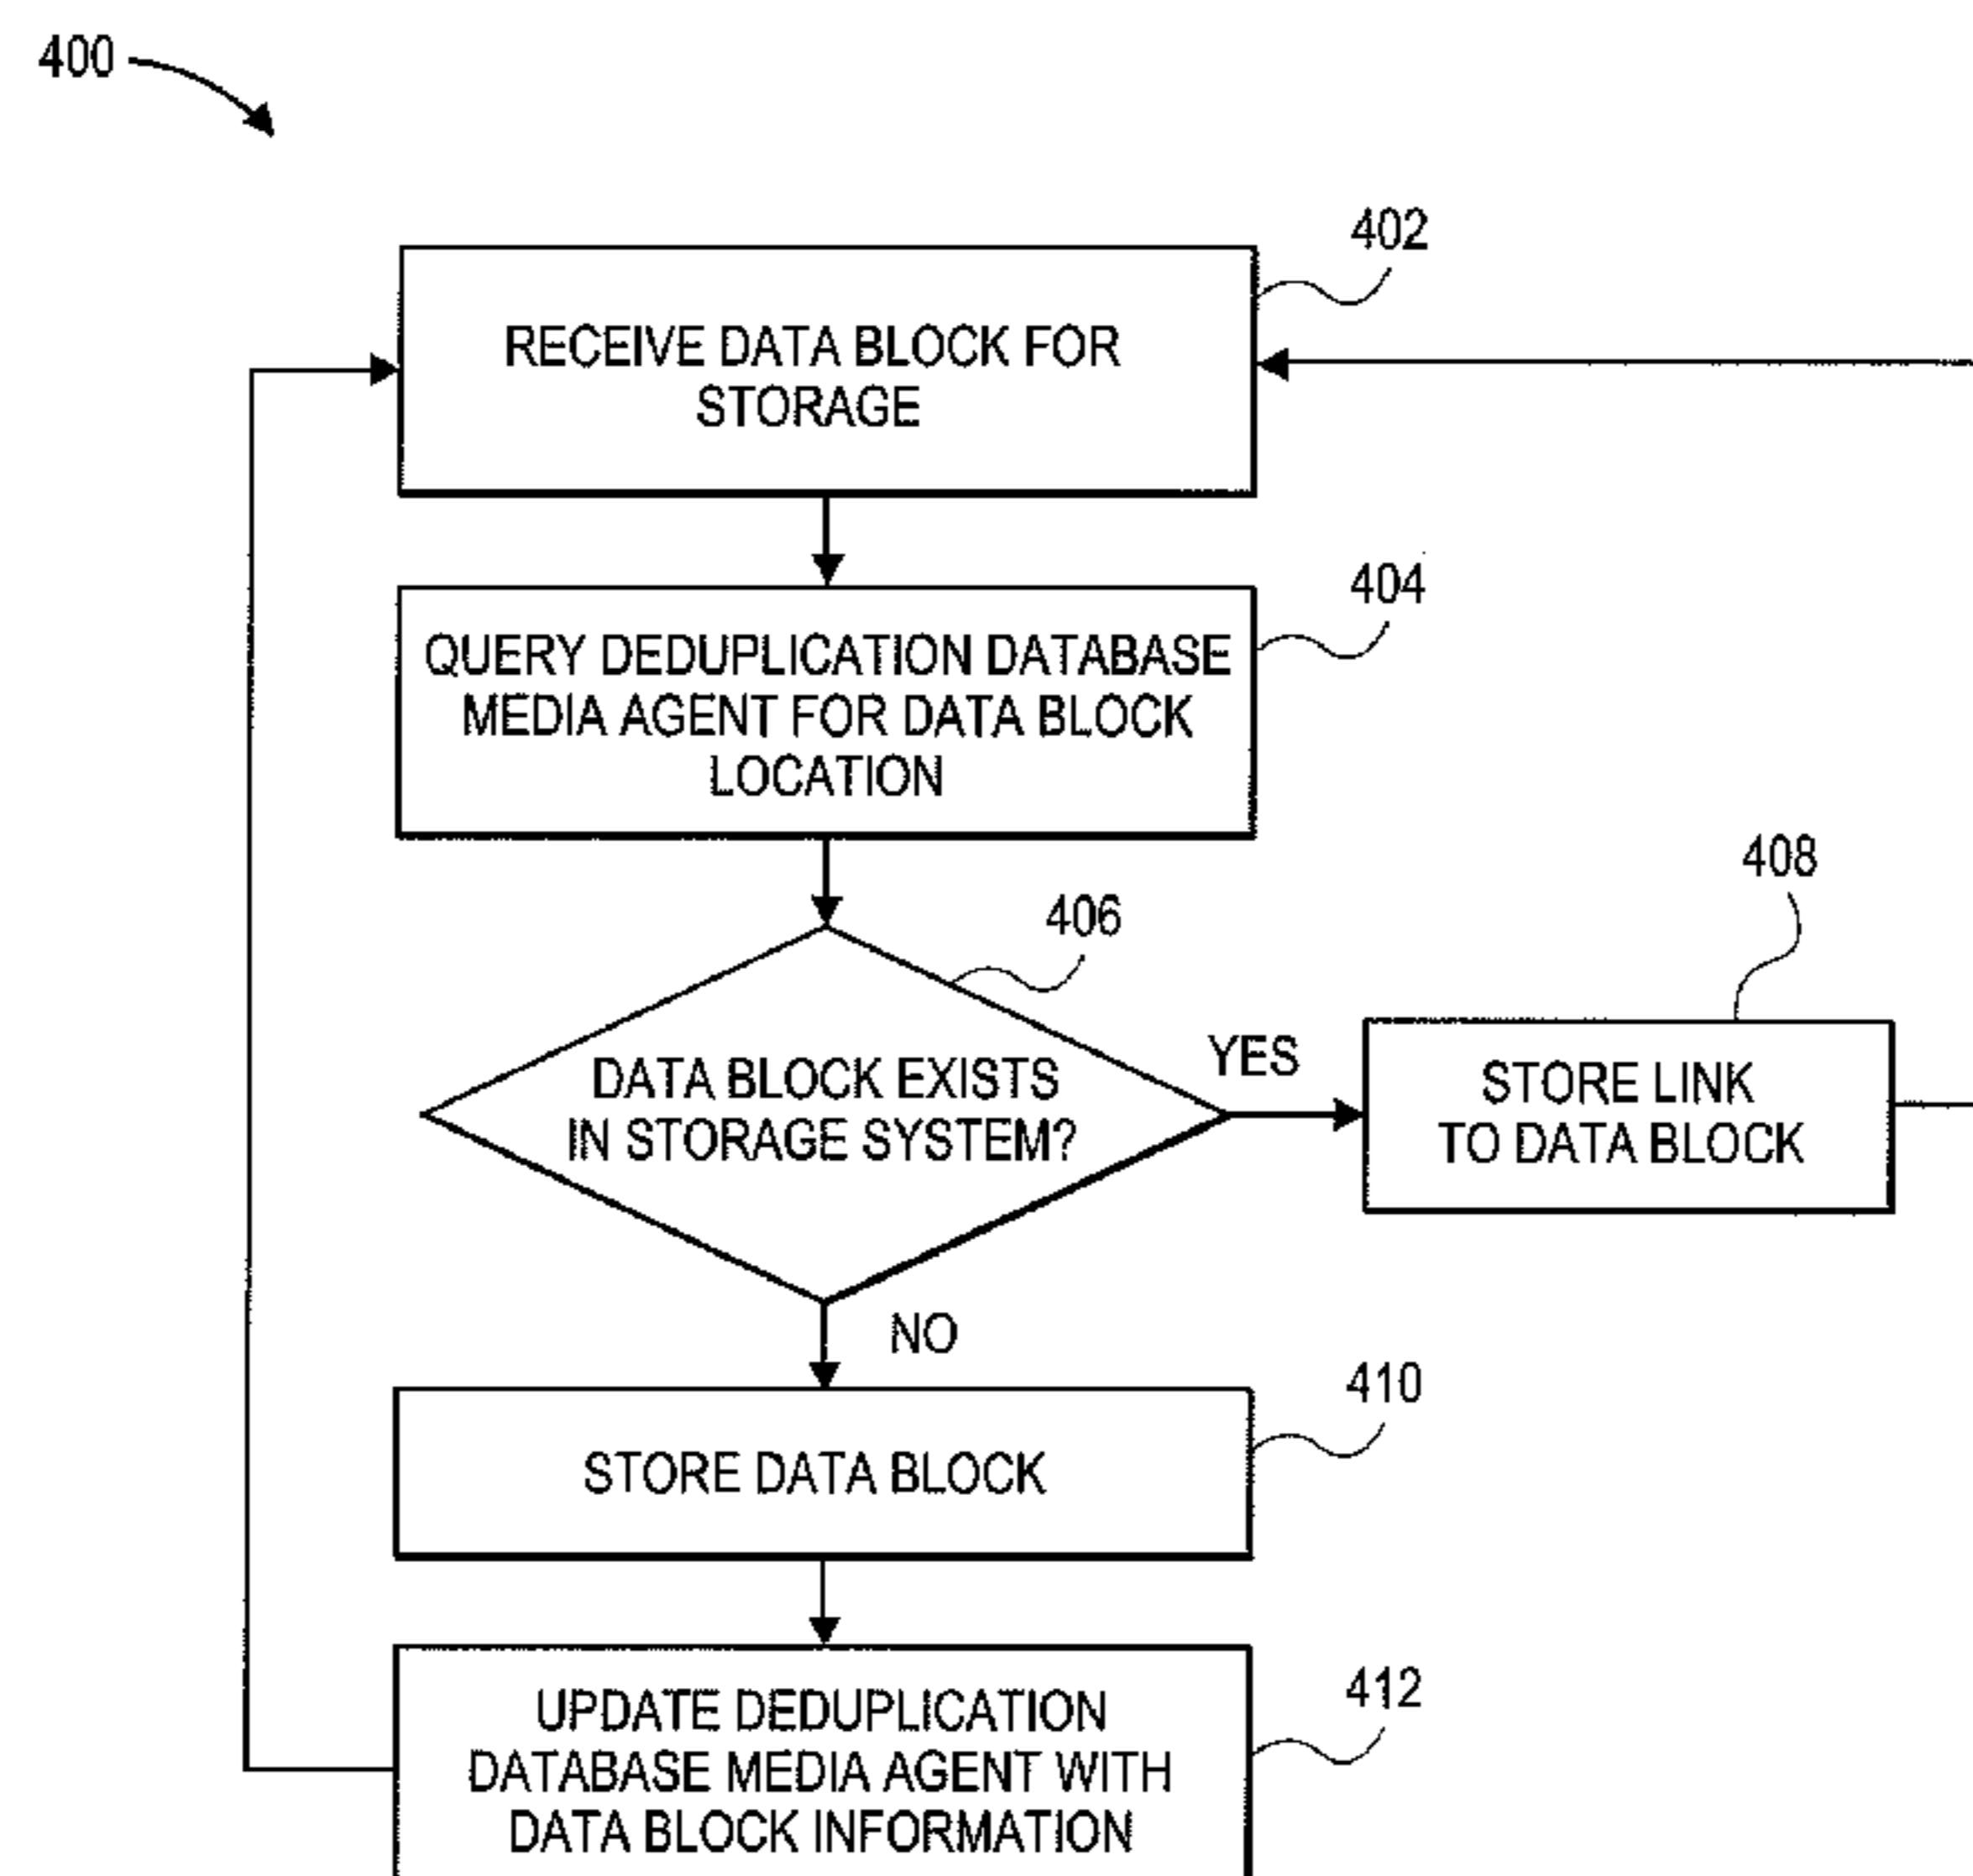 400
402
RECEIVE DATA BLOCK FOR
STORAGE
404
QUERY DEDUPLICATION DATABASE
MEDIA AGENT FOR DATA BLOCK
LOCATION
406
408
DATA BLOCK EXISTS
IN STORAGE SYSTEM?
YES
STORE LINK
TO DATA BLOCK
NO
410
STORE DATA BLOCK
412
UPDATE DEDUPLICATION
DATABASE MEDIA AGENT WITH
DATA BLOCK INFORMATION